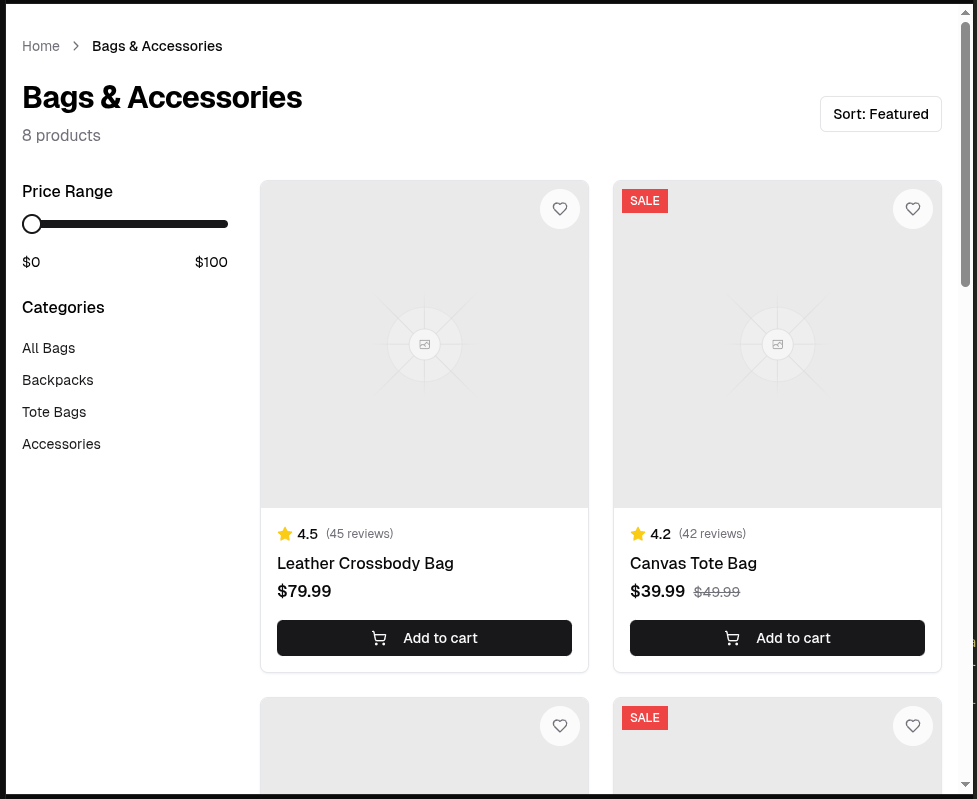 Home > Bags & Accessories
Bags & Accessories
8 products
Sort: Featured
Price Range
$0 $100
Categories
All Bags
Backpacks
Tote Bags
Accessories
4.5 (45 reviews)
Leather Crossbody Bag
$79.99
Add to cart
SALE
4.2 (42 reviews)
Canvas Tote Bag
$39.99 $49.99
Add to cart
SALE